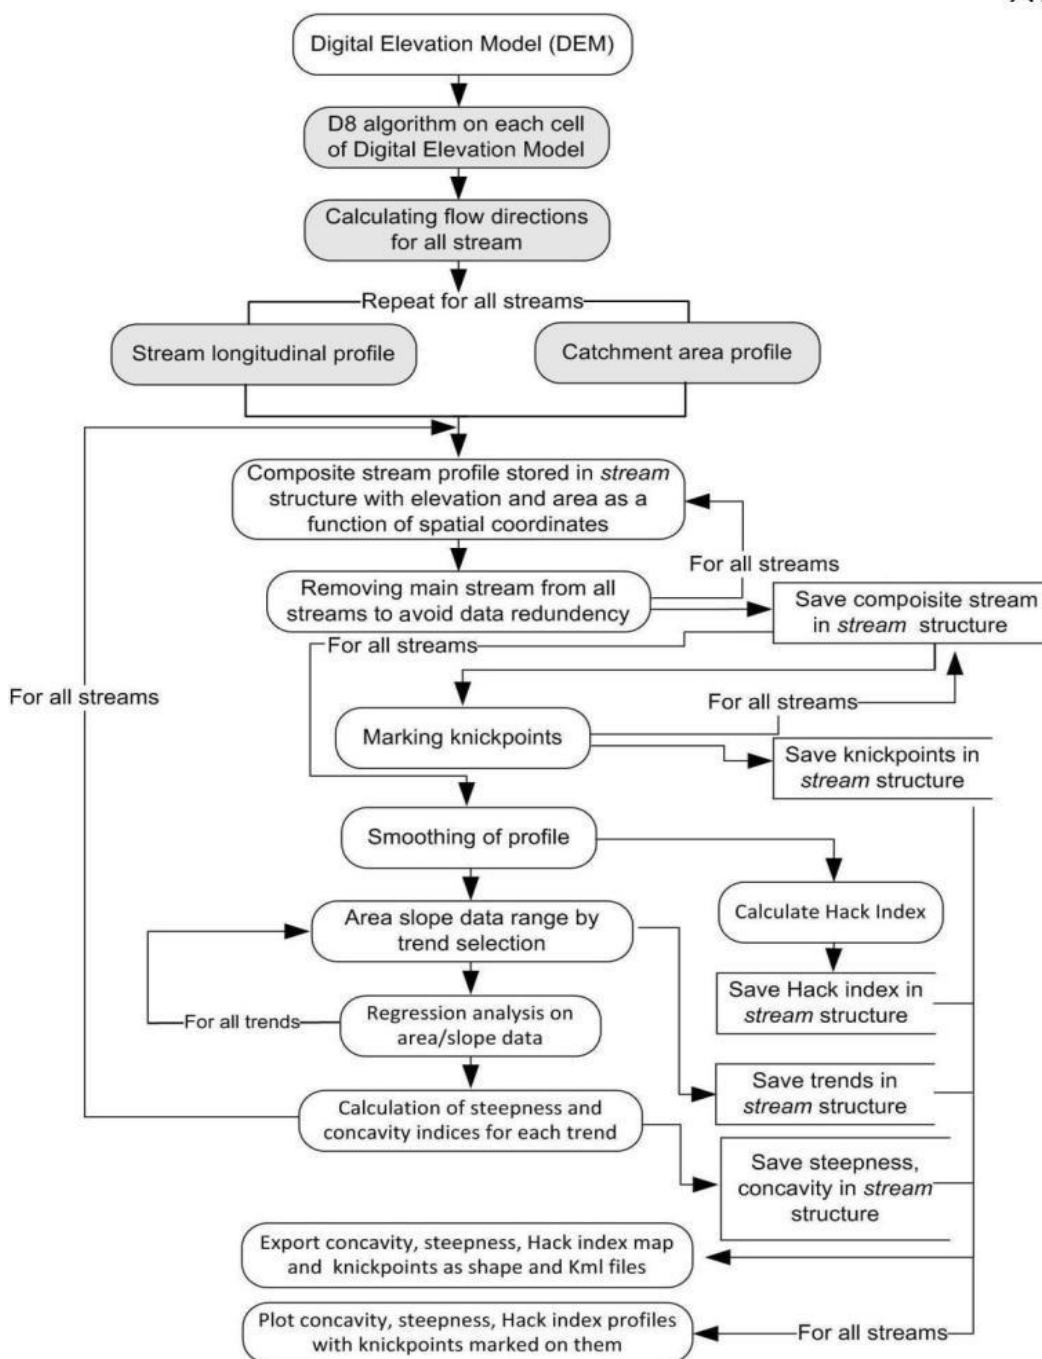 Digital Elevation Model (DEM)
D8 algorithm on each cell
of Digital Elevation Model
Calculating flow directions
for all stream
Repeat for all streams
Stream longitudinal profile
Catchment area profile
Composite stream profile stored in stream
structure with elevation and area as a
function of spatial coordinates
For all streams
Removing main stream from all
streams to avoid data redundency
Save compoisite stream
in stream structure
For all streams
For all streams
For all streams
Marking knickpoints
Save knickpoints in
stream structure
Smoothing of profile
Calculate Hack Index
Area slope data range by
trend selection
Save Hack index in
stream structure
For all trends
Regression analysis on
area/slope data
Save trends in
stream structure
Calculation of steepness and
concavity indices for each trend
Save steepness,
concavity in stream
structure
Export concavity, steepness, Hack index map
and knickpoints as shape and Kml files
Plot concavity, steepness, Hack index profiles
with knickpoints marked on them
For all streams